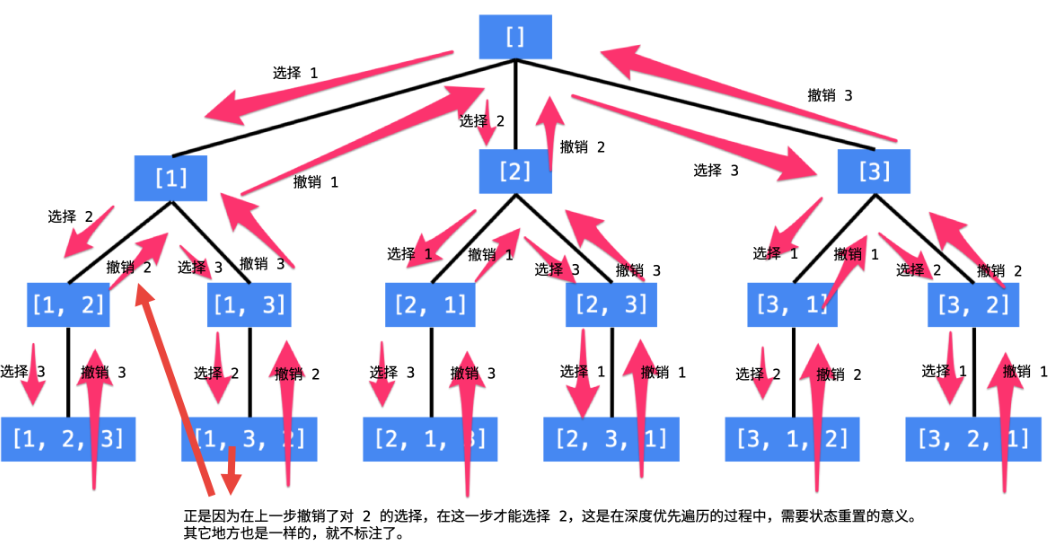 []
选择 1
撤销 3
选择 2
撤销 2
撤销 1
选择 3
[1]
[2]
[3]
选择 2
撤销 2
选择 3
撤销 3
选择 1
撤销 1
选择 3
撤销 3
选择 1
撤销 1
选择 2
撤销 2
[1, 2]
[1, 3]
[2, 1]
[2, 3]
[3, 1]
[3, 2]
选择 3
撤销 3
选择 2
撤销 2
选择 3
撤销 3
选择 1
撤销 1
选择 2
撤销 2
选择 1
撤销 1
[1, 2, 3]
[1, 3, 2]
[2, 1, 3]
[2, 3, 1]
[3, 1, 2]
[3, 2, 1]
正是因为在上一步撤销了对 2 的选择，在这一步才能选择 2，这是在深度优先遍历的过程中，需要状态重置的意义。
其它地方也是一样的，就不标注了。